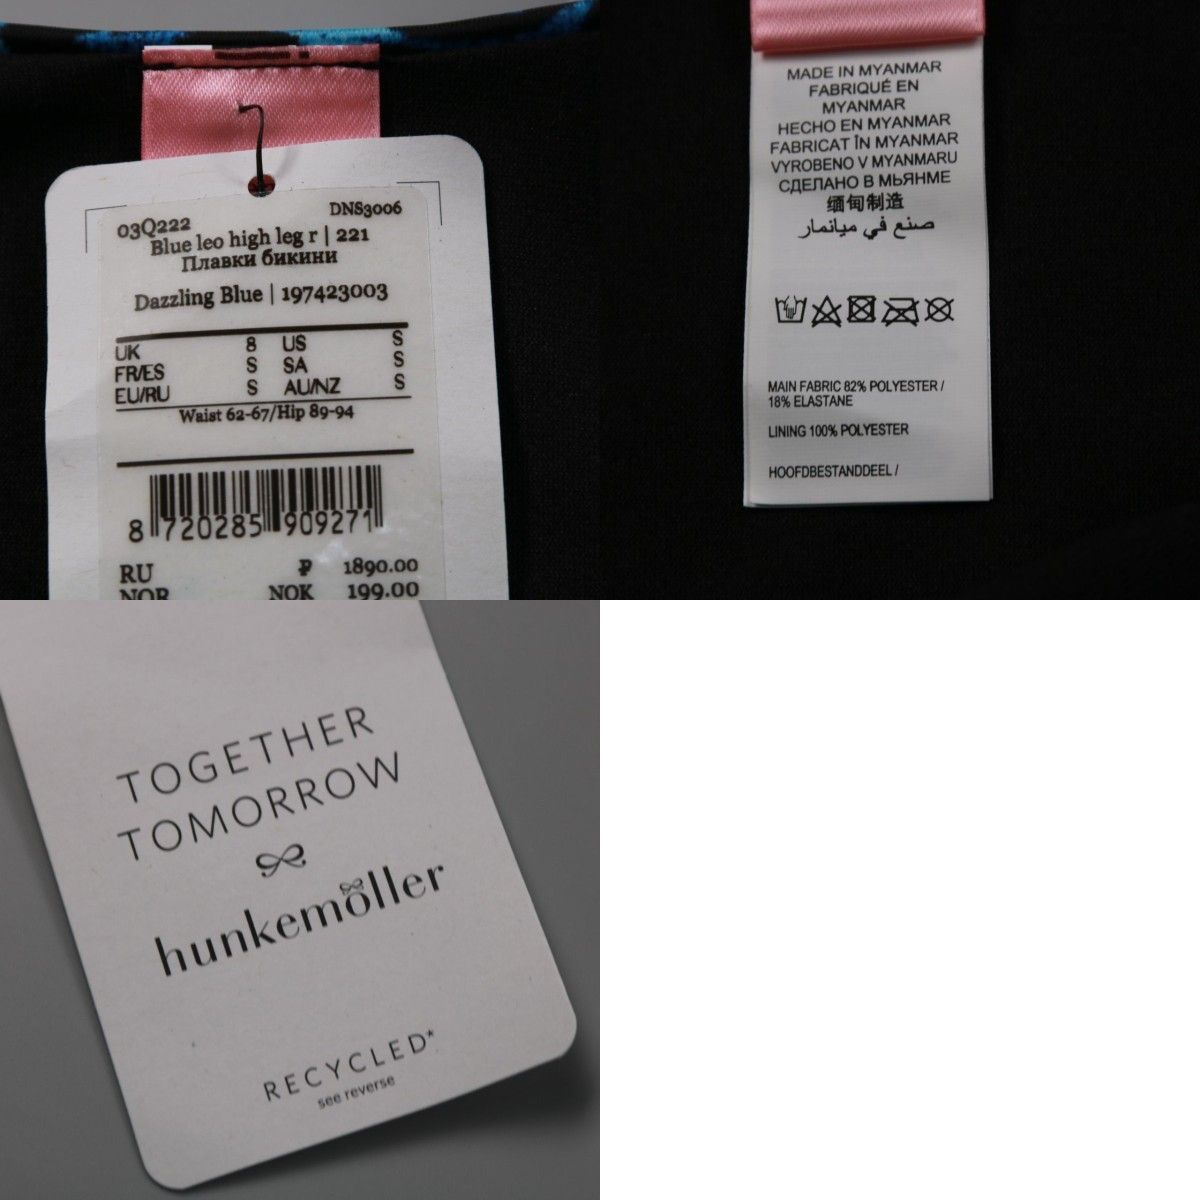 03Q222 DNS3006
Blue leo high leg r | 221
Плавки бикини
Dazzling Blue | 197423003
UK 8 US S
FR/ES S SA S
EU/RU S AU/NZ S
Waist 62-67/Hip 89-94
8 720285 909271
RU ₽ 1890.00
NOR NOK 199.00
MADE IN MYANMAR
FABRIQUÉ EN
MYANMAR
HECHO EN MYANMAR
FABRICAT ÎN MYANMAR
VYROBENO V MYANMARU
СДЕЛАНО В МЬЯНМЕ
缅甸制造
صنع في ميانمار
MAIN FABRIC 82% POLYESTER /
18% ELASTANE
LINING 100% POLYESTER
HOOFDBESTANDDEEL /
TOGETHER
TOMORROW
hunkemöller
RECYCLED*
see reverse